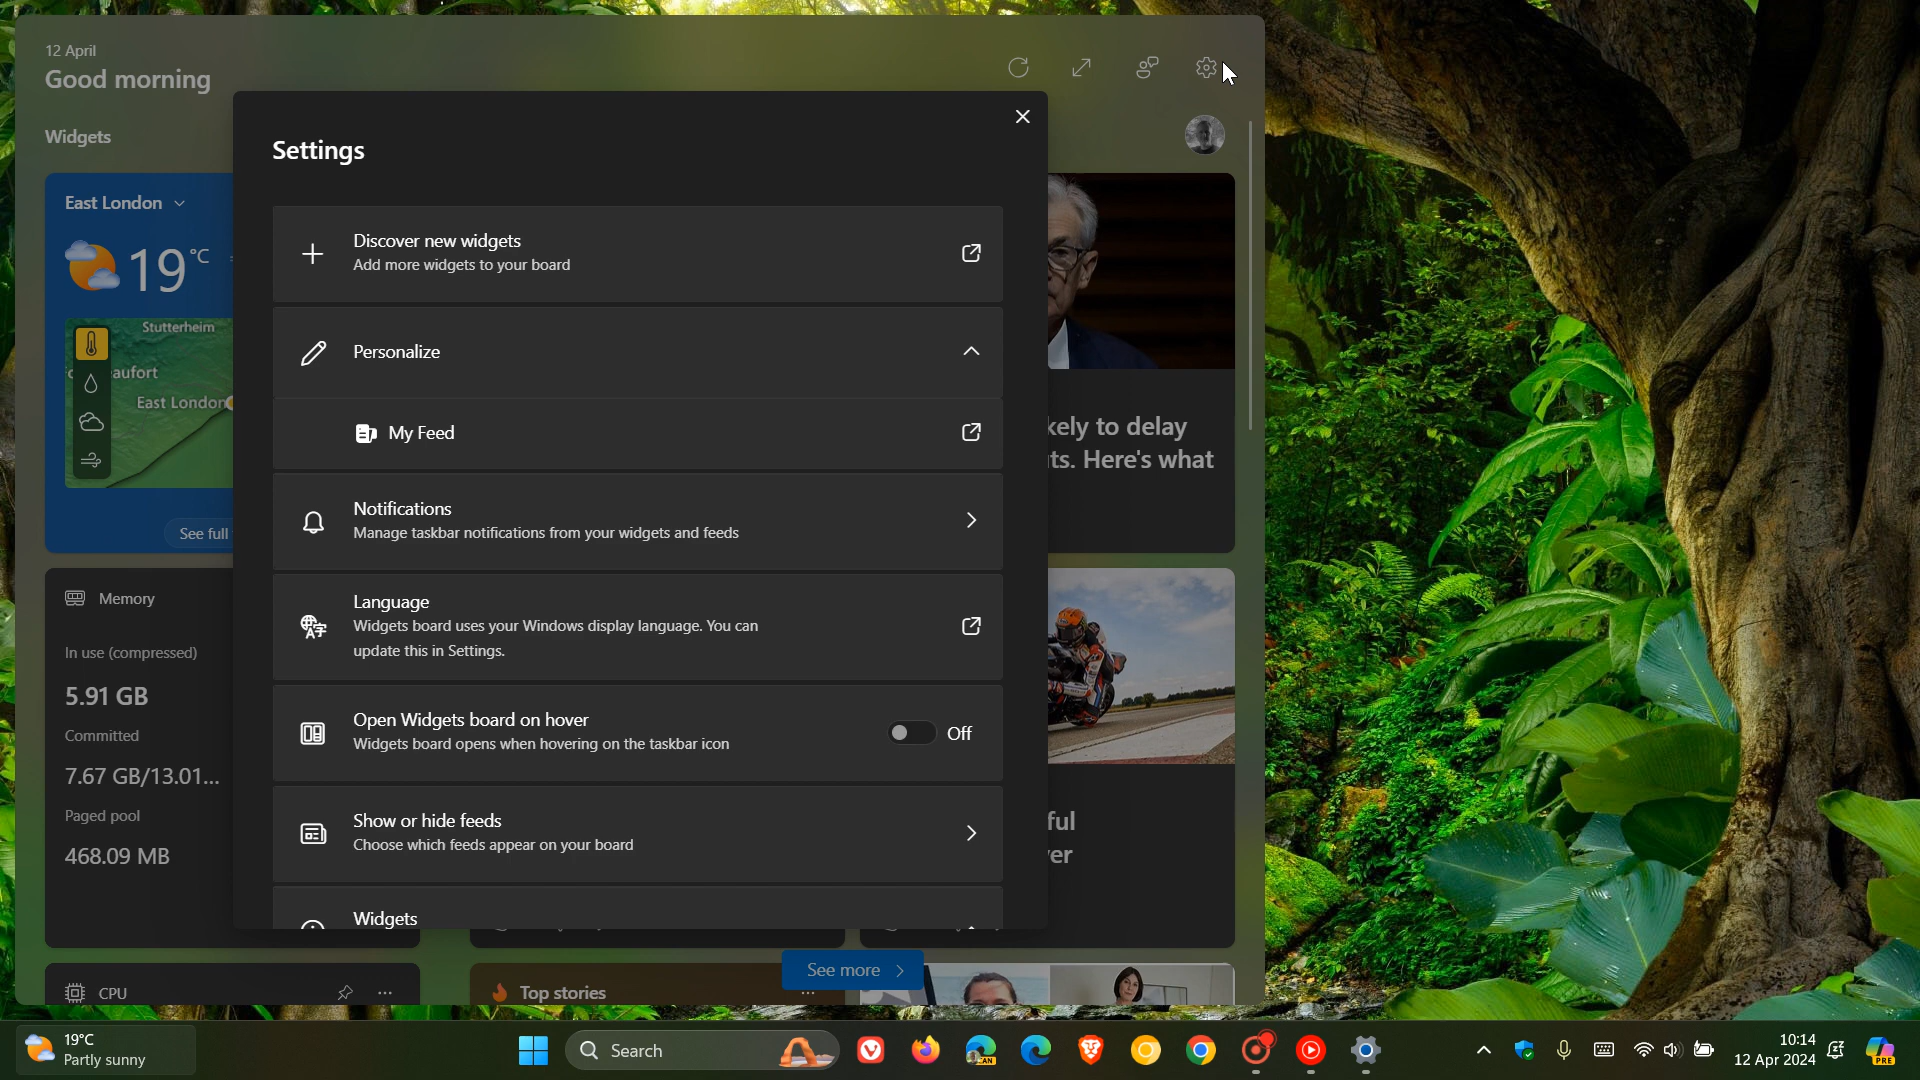 12 April
Good morning
Widgets
East London
19 °C
Stutterheim
aufort
East London
See full
Memory
In use (compressed)
5.91 GB
Committed
7.67 GB/13.01...
Paged pool
468.09 MB
CPU
Settings
Discover new widgets
Add more widgets to your board
Personalize
My Feed
Notifications
Manage taskbar notifications from your widgets and feeds
Language
Widgets board uses your Windows display language. You can
update this in Settings.
Open Widgets board on hover
Widgets board opens when hovering on the taskbar icon
Off
Show or hide feeds
Choose which feeds appear on your board
Widgets
kely to delay
ts. Here's what
ful
er
See more
Top stories
19°C
Partly sunny
Search
CAN
10:14
12 Apr 2024
PRE